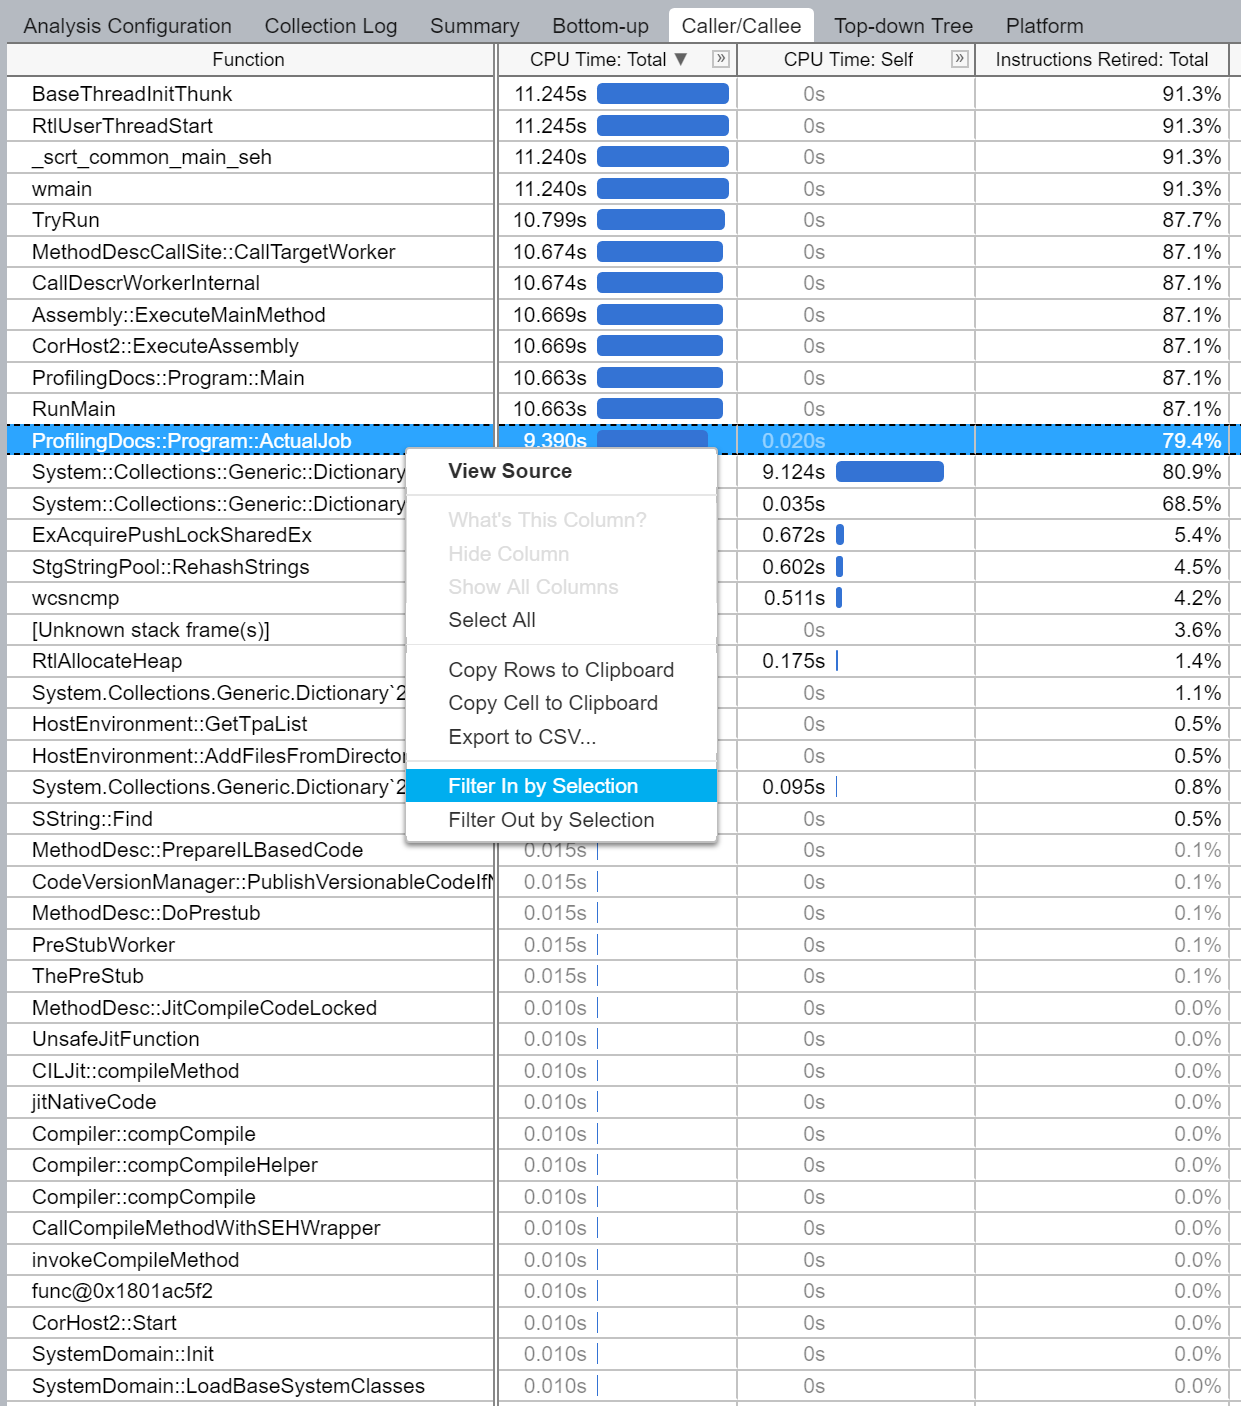 Analysis Configuration Collection Log Summary Bottom-up Caller/Callee Top-down Tree Platform
Function CPU Time: Total ▼ » CPU Time: Self » Instructions Retired: Total
BaseThreadInitThunk 11.245s 0s 91.3%
RtlUserThreadStart 11.245s 0s 91.3%
_scrt_common_main_seh 11.240s 0s 91.3%
wmain 11.240s 0s 91.3%
TryRun 10.799s 0s 87.7%
MethodDescCallSite::CallTargetWorker 10.674s 0s 87.1%
CallDescrWorkerInternal 10.674s 0s 87.1%
Assembly::ExecuteMainMethod 10.669s 0s 87.1%
CorHost2::ExecuteAssembly 10.669s 0s 87.1%
ProfilingDocs::Program::Main 10.663s 0s 87.1%
RunMain 10.663s 0s 87.1%
ProfilingDocs::Program::ActualJob 9.390s 0.020s 79.4%
System::Collections::Generic::Dictionary 9.124s 80.9%
System::Collections::Generic::Dictionary 0.035s 68.5%
ExAcquirePushLockSharedEx 0.672s 5.4%
StgStringPool::RehashStrings 0.602s 4.5%
wcsncmp 0.511s 4.2%
[Unknown stack frame(s)] 0s 3.6%
RtlAllocateHeap 0.175s 1.4%
System.Collections.Generic.Dictionary`2 0s 1.1%
HostEnvironment::GetTpaList 0s 0.5%
HostEnvironment::AddFilesFromDirector 0s 0.5%
System.Collections.Generic.Dictionary`2 0.095s 0.8%
SString::Find 0s 0.5%
MethodDesc::PrepareILBasedCode 0.015s 0s 0.1%
CodeVersionManager::PublishVersionableCodeIfN 0.015s 0s 0.1%
MethodDesc::DoPrestub 0.015s 0s 0.1%
PreStubWorker 0.015s 0s 0.1%
ThePreStub 0.015s 0s 0.1%
MethodDesc::JitCompileCodeLocked 0.010s 0s 0.0%
UnsafeJitFunction 0.010s 0s 0.0%
CILJit::compileMethod 0.010s 0s 0.0%
jitNativeCode 0.010s 0s 0.0%
Compiler::compCompile 0.010s 0s 0.0%
Compiler::compCompileHelper 0.010s 0s 0.0%
Compiler::compCompile 0.010s 0s 0.0%
CallCompileMethodWithSEHWrapper 0.010s 0s 0.0%
invokeCompileMethod 0.010s 0s 0.0%
func@0x1801ac5f2 0.010s 0s 0.0%
CorHost2::Start 0.010s 0s 0.0%
SystemDomain::Init 0.010s 0s 0.0%
SystemDomain::LoadBaseSystemClasses 0.010s 0s 0.0%
View Source
What's This Column?
Hide Column
Show All Columns
Select All
Copy Rows to Clipboard
Copy Cell to Clipboard
Export to CSV...
Filter In by Selection
Filter Out by Selection